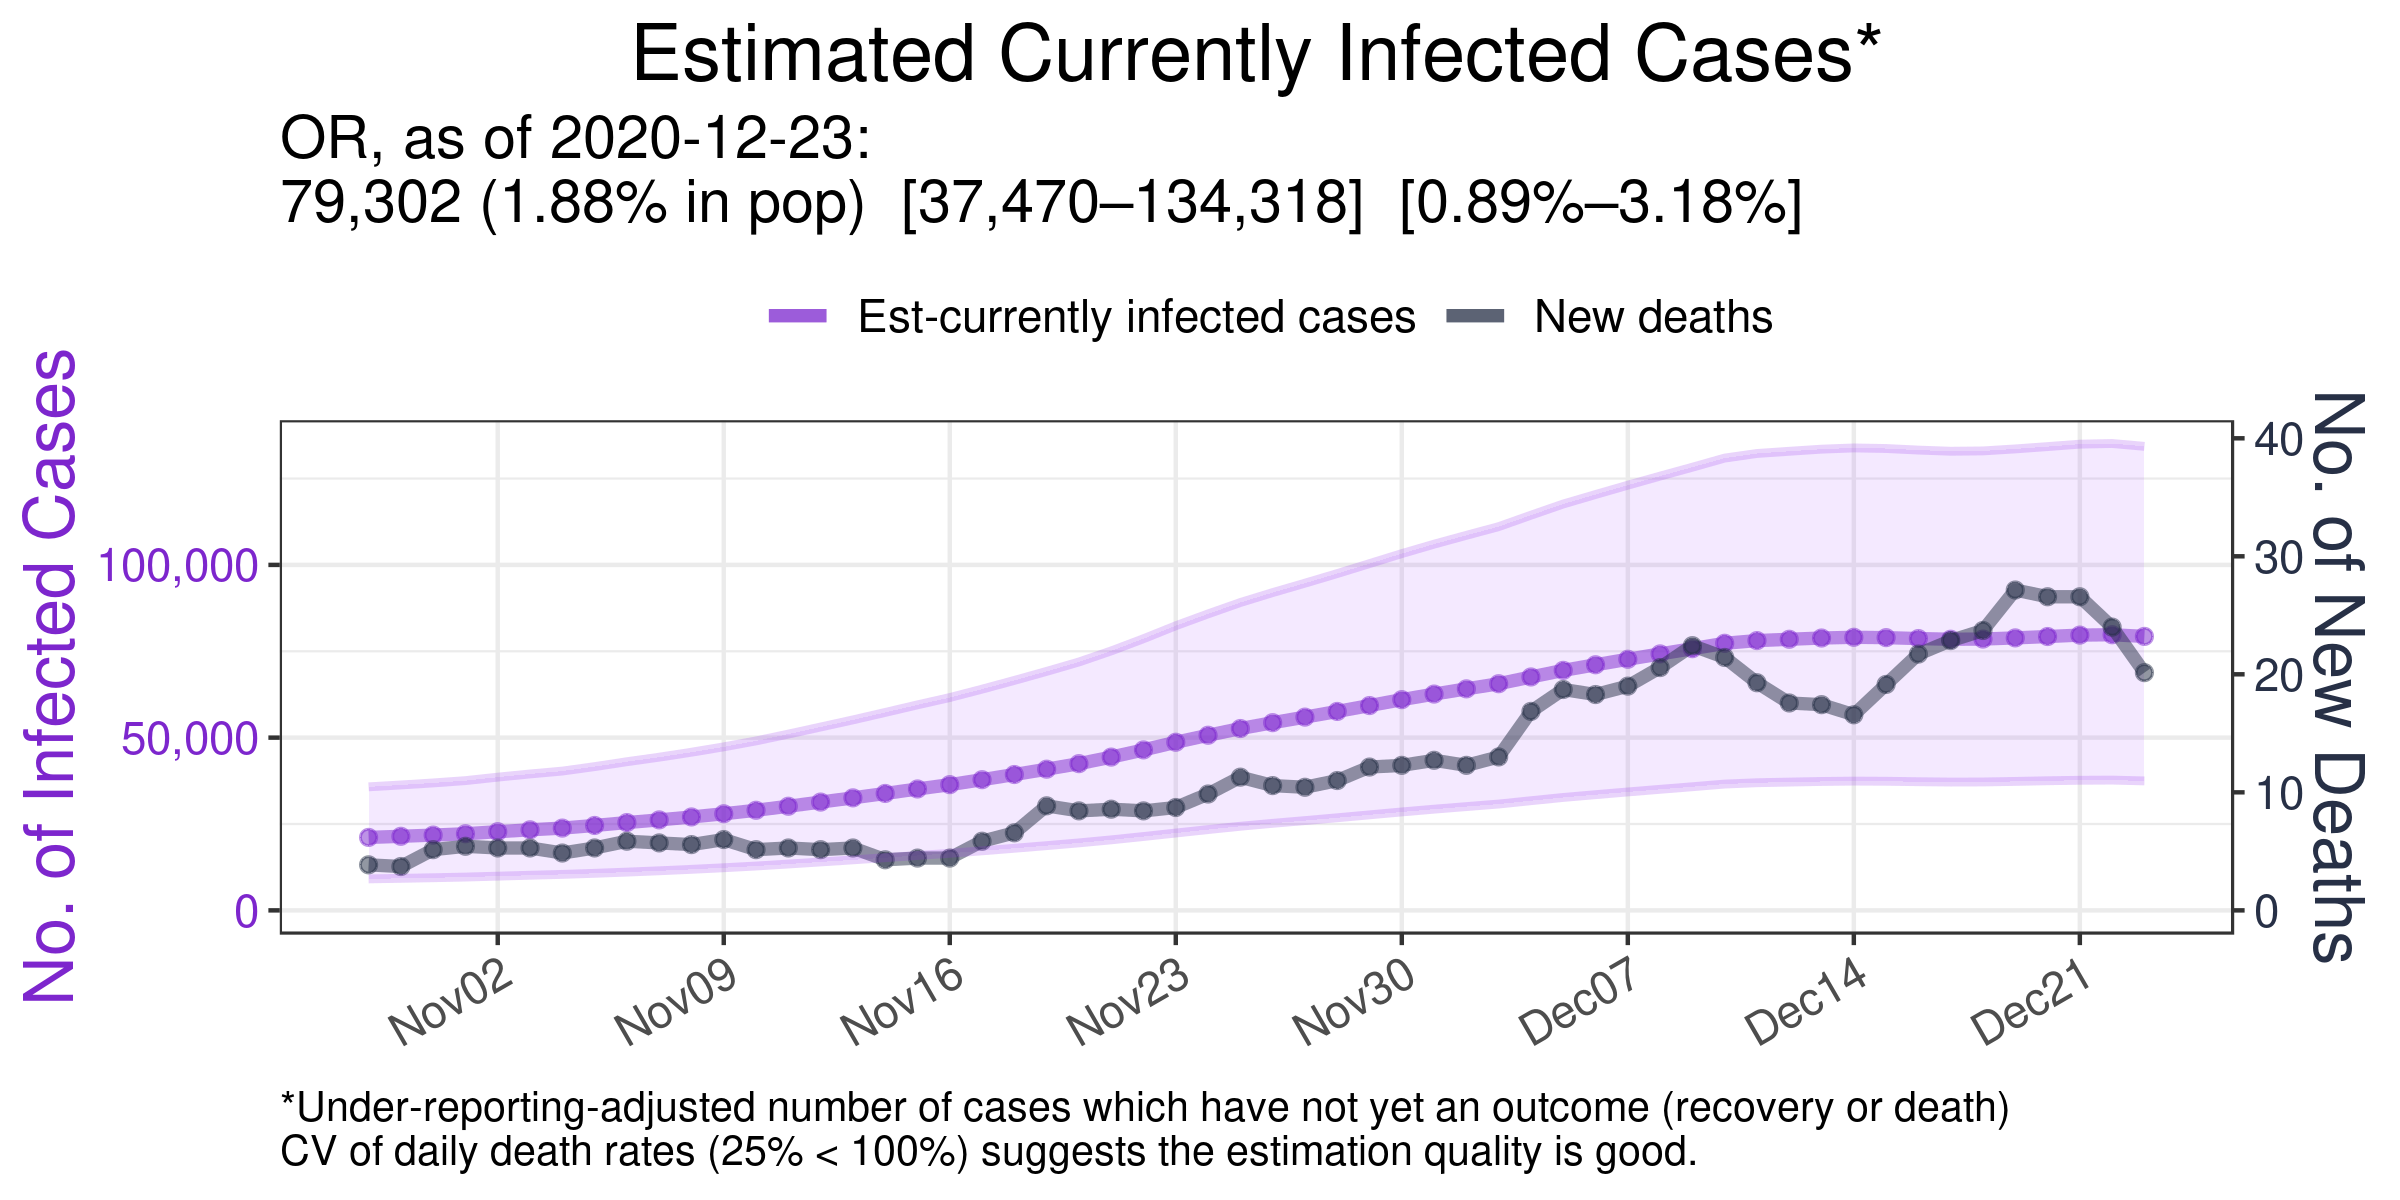 Estimated Currently Infected Cases*
OR, as of 2020-12-23:
79,302 (1.88% in pop)  [37,470–134,318]  [0.89%–3.18%]
Est-currently infected cases
New deaths
No. of Infected Cases
100,000
50,000
0
No. of New Deaths
40
30
20
10
0
Nov02
Nov09
Nov16
Nov23
Nov30
Dec07
Dec14
Dec21
*Under-reporting-adjusted number of cases which have not yet an outcome (recovery or death)
CV of daily death rates (25% < 100%) suggests the estimation quality is good.